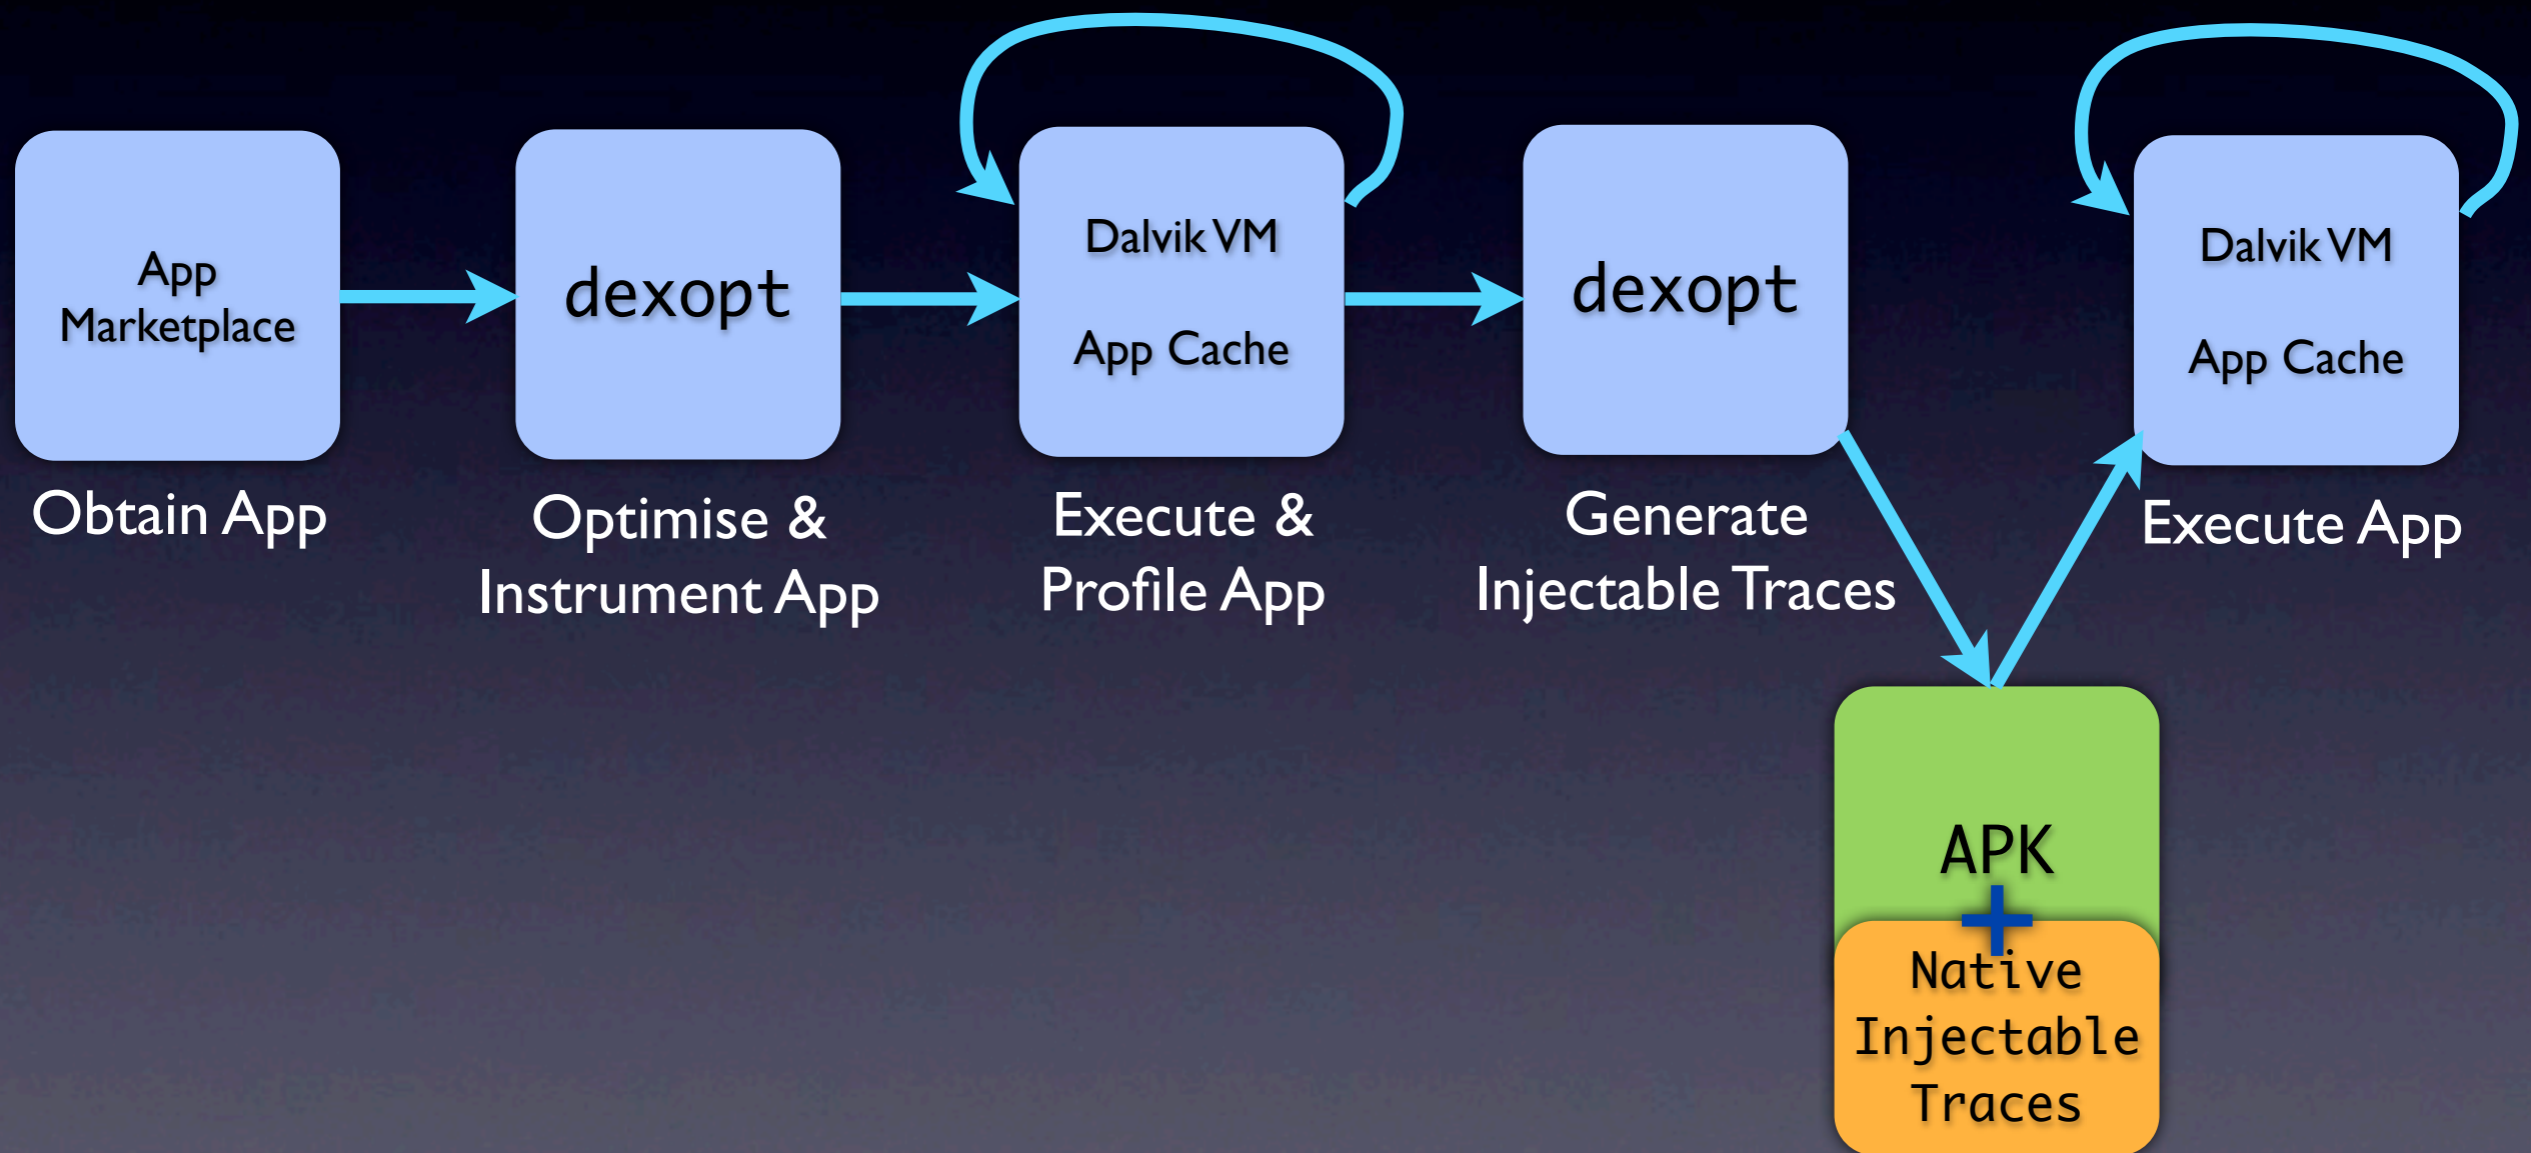 App
Marketplace
Obtain App
dexopt
Optimise &
Instrument App
Dalvik VM
App Cache
Execute &
Profile App
dexopt
Generate
Injectable Traces
Dalvik VM
App Cache
Execute App
APK
+
Native
Injectable
Traces